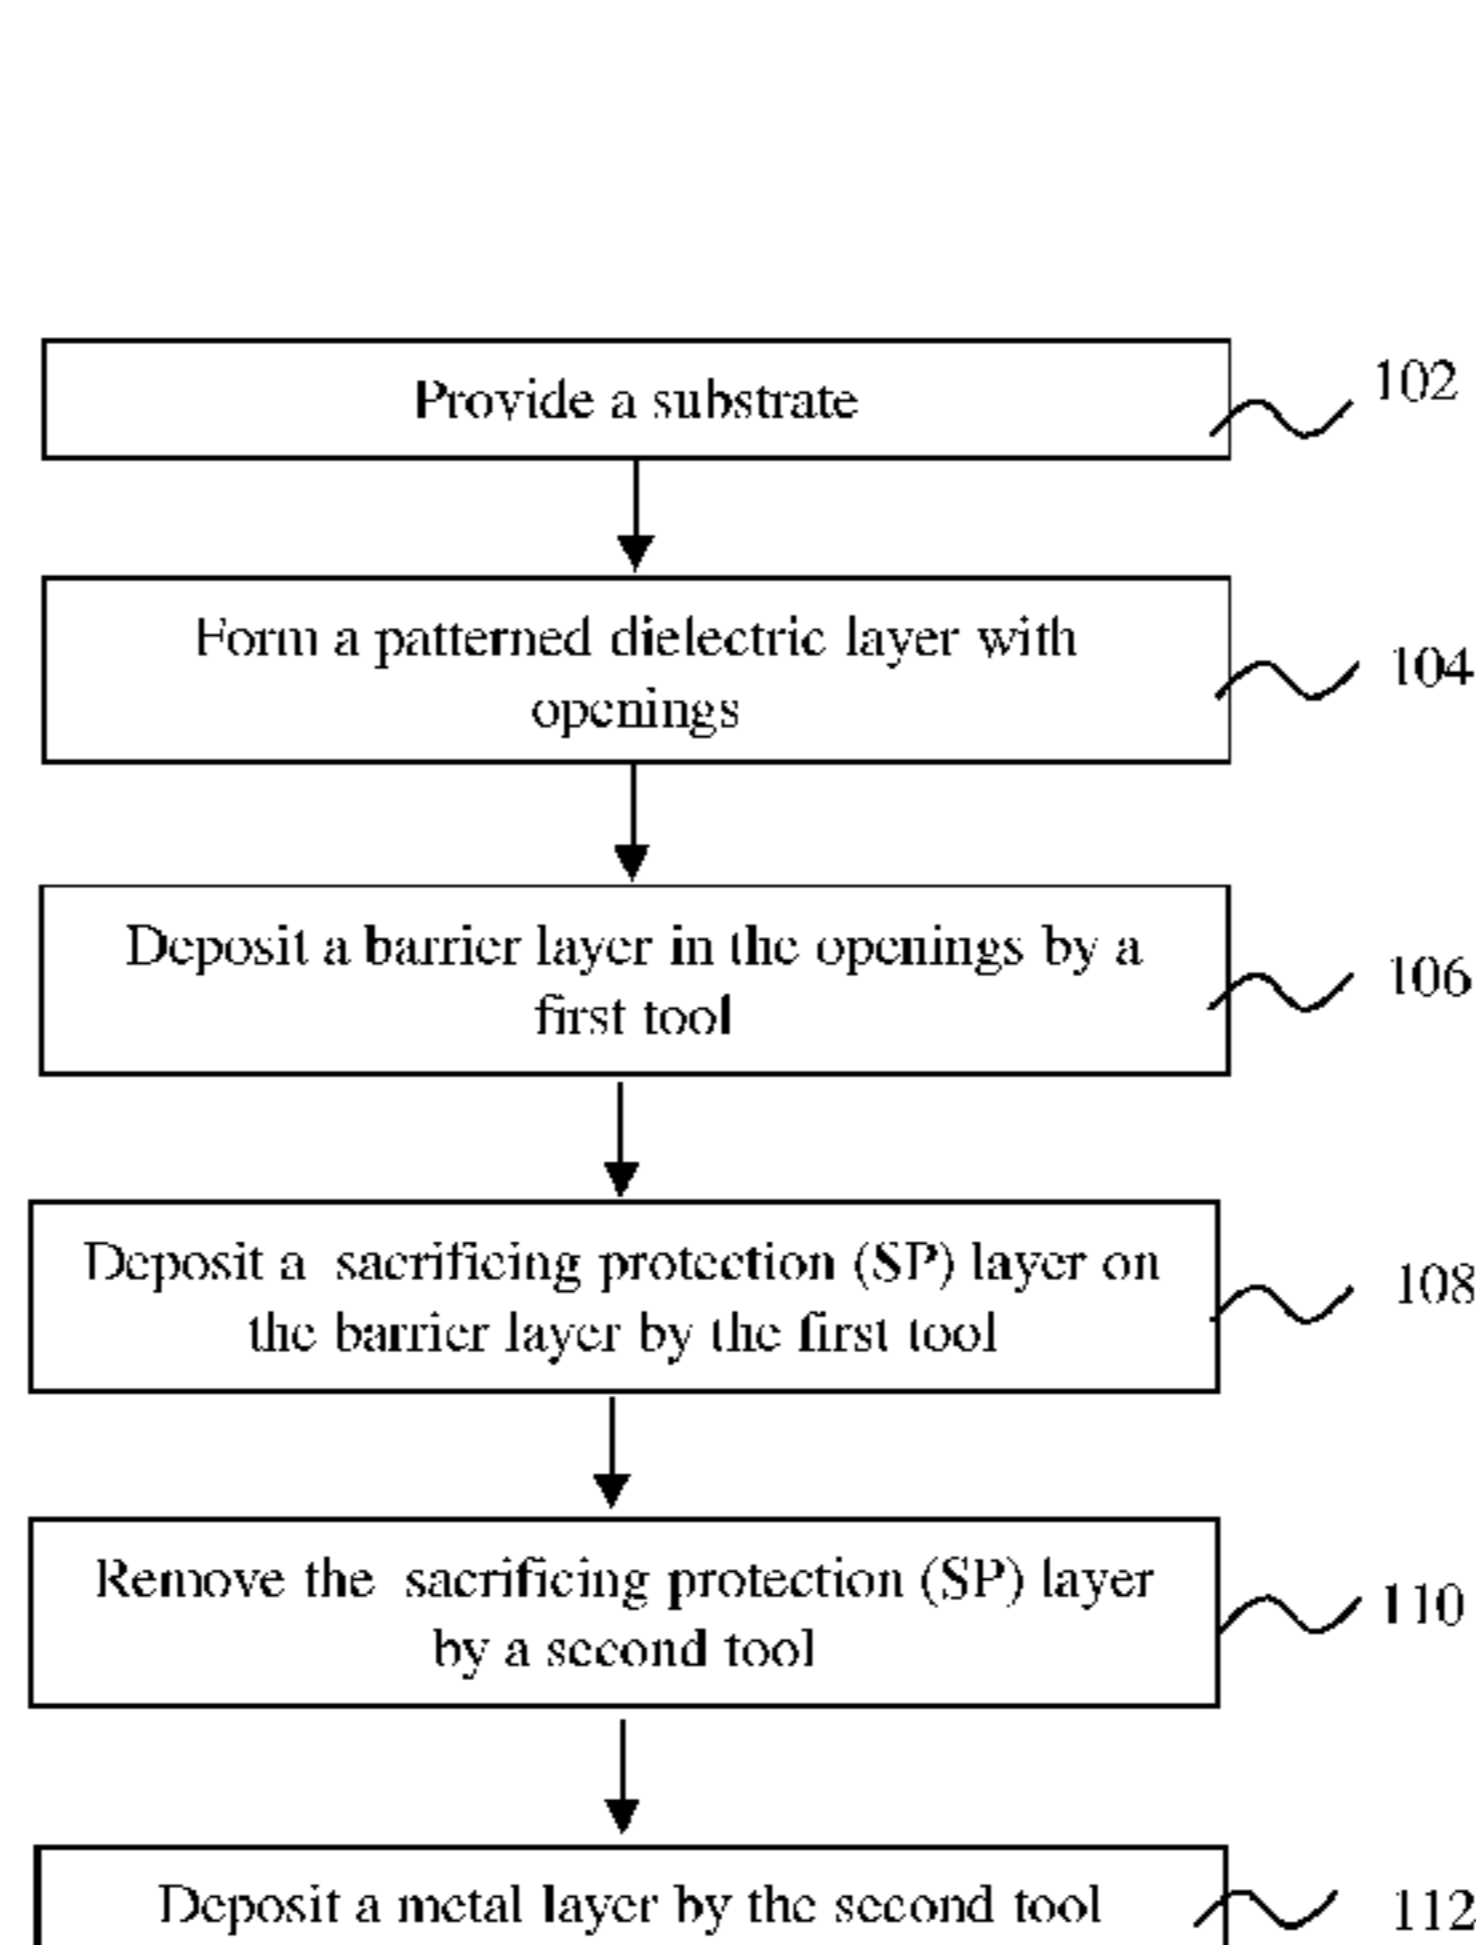 Provide a substrate
102
Form a patterned dielectric layer with
openings
104
Deposit a barrier layer in the openings by a
first tool
106
Deposit a sacrificing protection (SP) layer on
the barrier layer by the first tool
108
Remove the sacrificing protection (SP) layer
by a second tool
110
Deposit a metal layer by the second tool
112